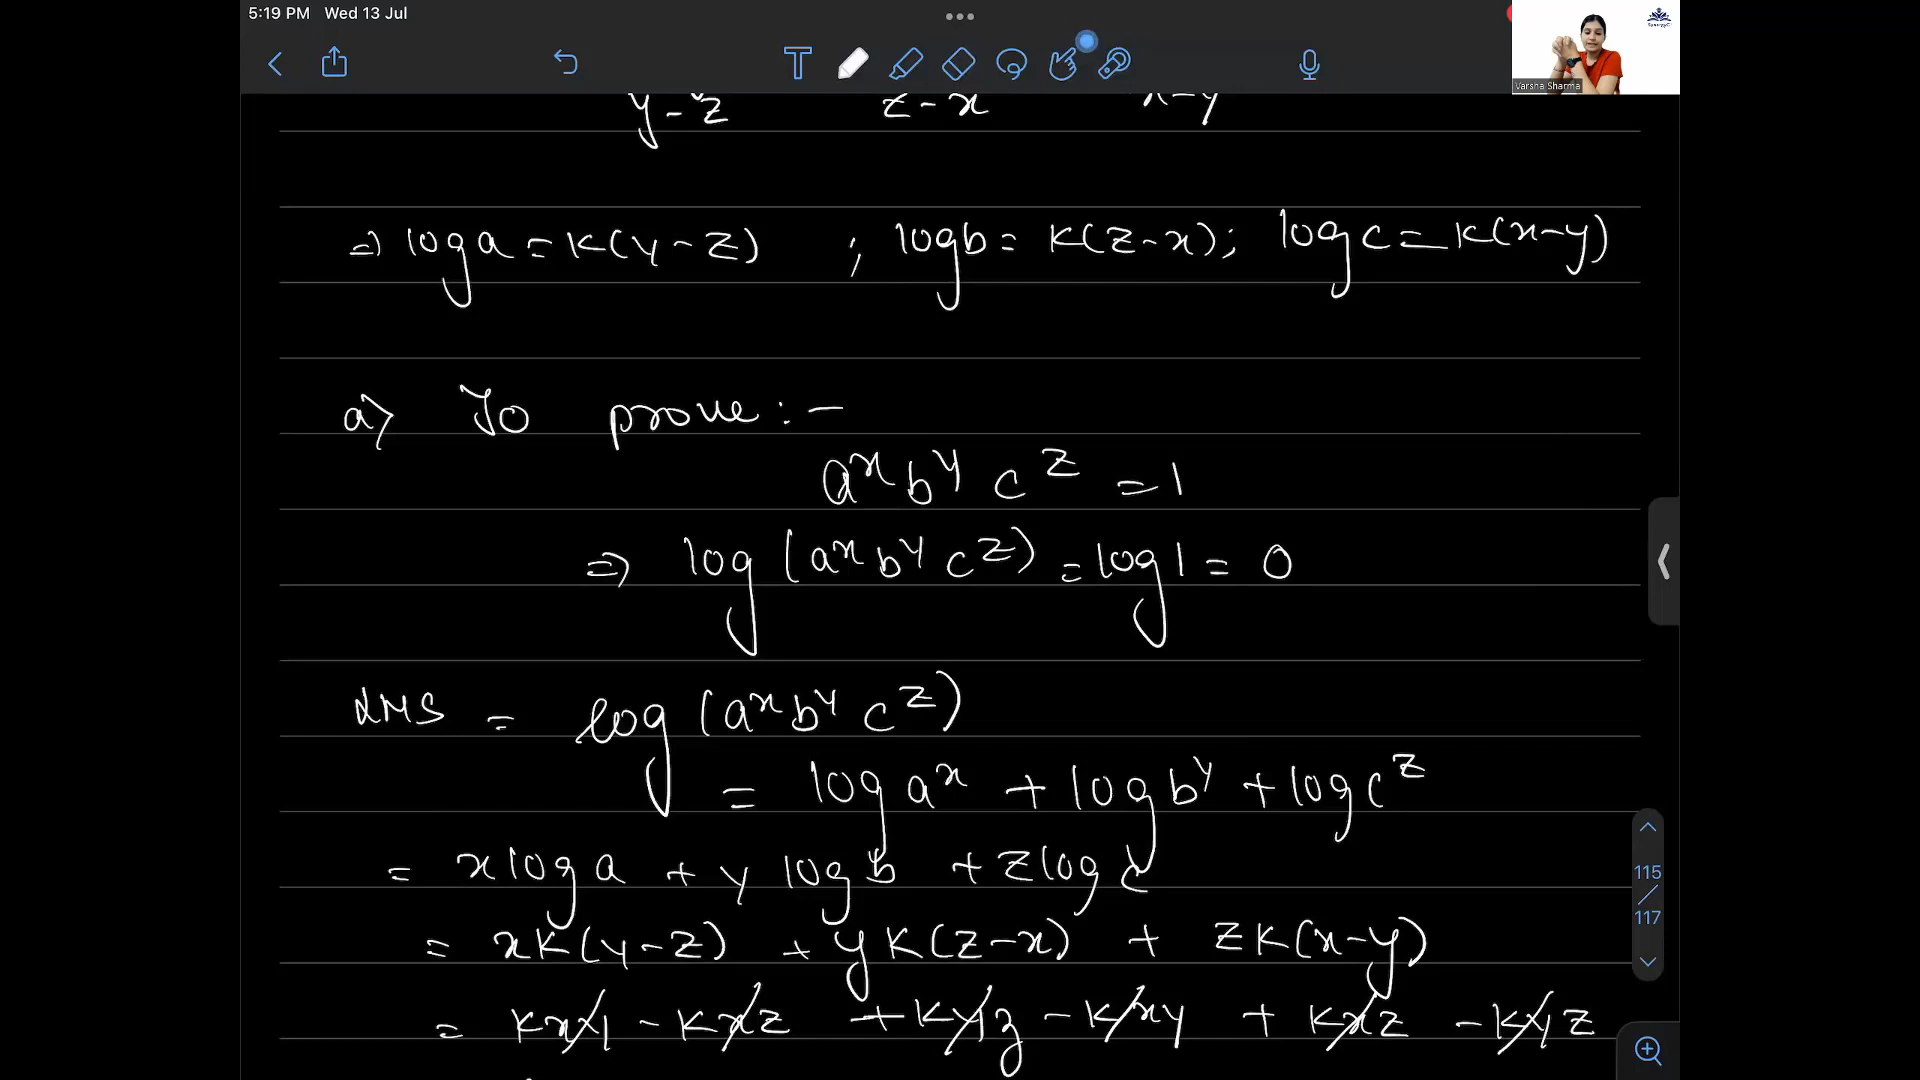 5:19 PM Wed 13 Jul
Varsha Sharma
y-z z-x x-y
⇒ log a = K(y-z) ; log b = K(z-x); log c = K(x-y)
a) To prove:-
a^x b^y c^z = 1
⇒ log (a^x b^y c^z) = log 1 = 0
LHS = log (a^x b^y c^z)
= log a^x + log b^y + log c^z
= x log a + y log b + z log c
= xK(y-z) + yK(z-x) + zK(x-y)
= Kxy - Kxz + Kyz - Kxy + Kxz - Kyz
115
117